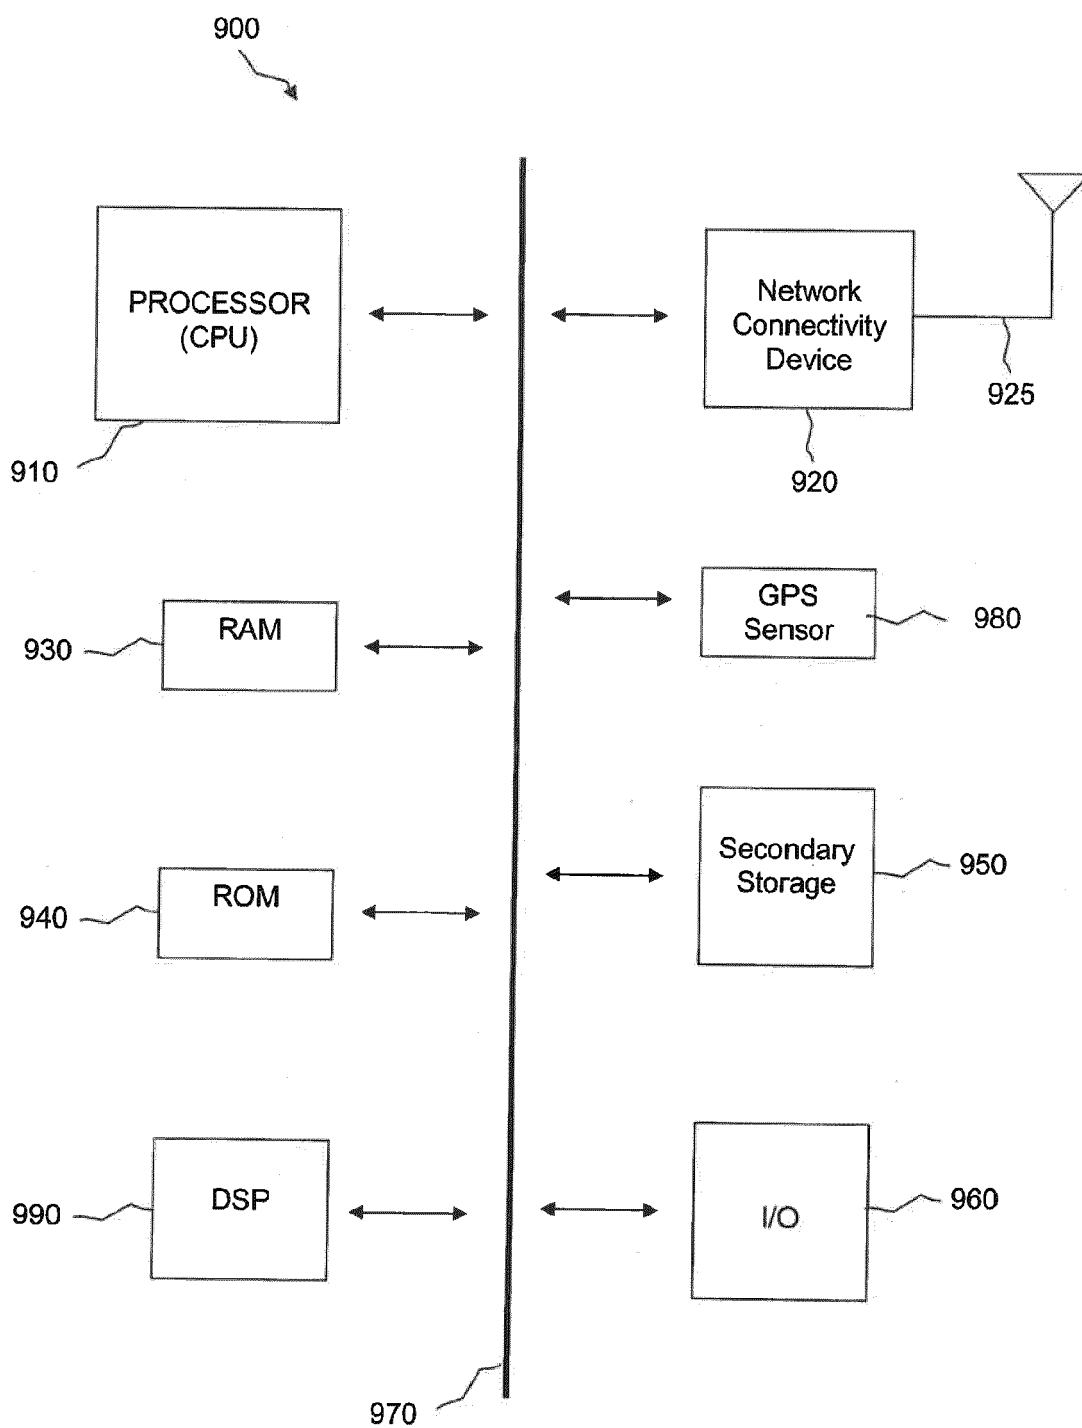 900
PROCESSOR
(CPU)
910
Network
Connectivity
Device
925
920
RAM
930
GPS
Sensor
980
ROM
940
Secondary
Storage
950
DSP
990
I/O
960
970